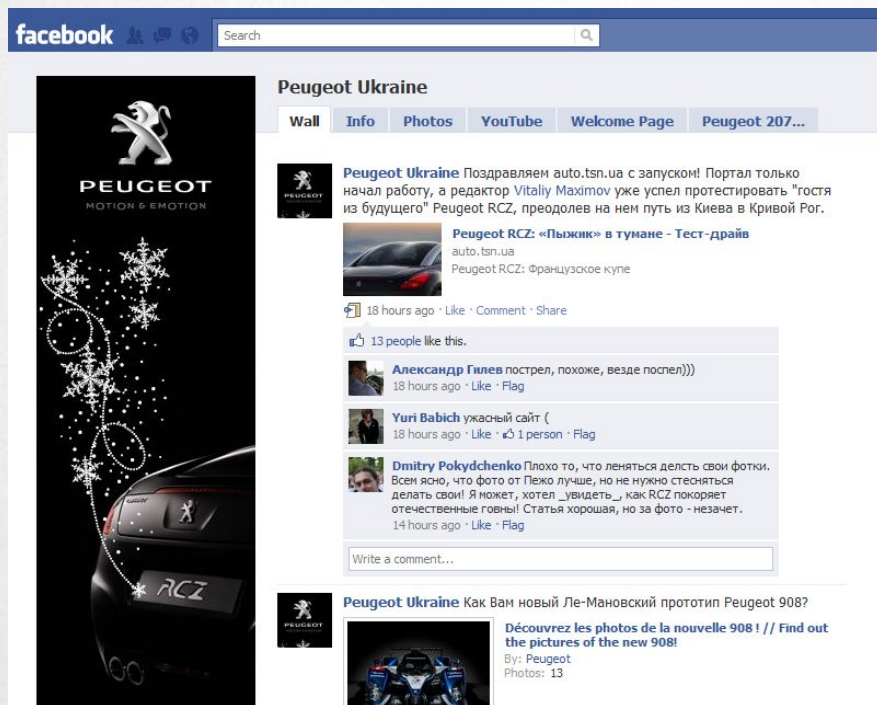 facebook
Search
PEUGEOT
MOTION & EMOTION
RCZ
Peugeot Ukraine
Wall Info Photos YouTube Welcome Page Peugeot 207...
PEUGEOT
Peugeot Ukraine Поздравляем auto.tsn.ua с запуском! Портал только
начал работу, а редактор Vitaliy Maximov уже успел протестировать "гостя
из будущего" Peugeot RCZ, преодолев на нем путь из Киева в Кривой Рог.
Peugeot RCZ: «Пыжик» в тумане - Тест-драйв
auto.tsn.ua
Peugeot RCZ: Французское купе
18 hours ago · Like · Comment · Share
13 people like this.
Александр Гилев пострел, похоже, везде поспел)))
18 hours ago · Like · Flag
Yuri Babich ужасный сайт (
18 hours ago · Like · 1 person · Flag
Dmitry Pokydchenko Плохо то, что леняться делсть свои фотки.
Всем ясно, что фото от Пежо лучше, но не нужно стесняться
делать свои! Я может, хотел _увидеть_, как RCZ покоряет
отечественные говны! Статья хорошая, но за фото - незачет.
14 hours ago · Like · Flag
Write a comment...
PEUGEOT
Peugeot Ukraine Как Вам новый Ле-Мановский прототип Peugeot 908?
Découvrez les photos de la nouvelle 908 ! // Find out
the pictures of the new 908!
By: Peugeot
Photos: 13